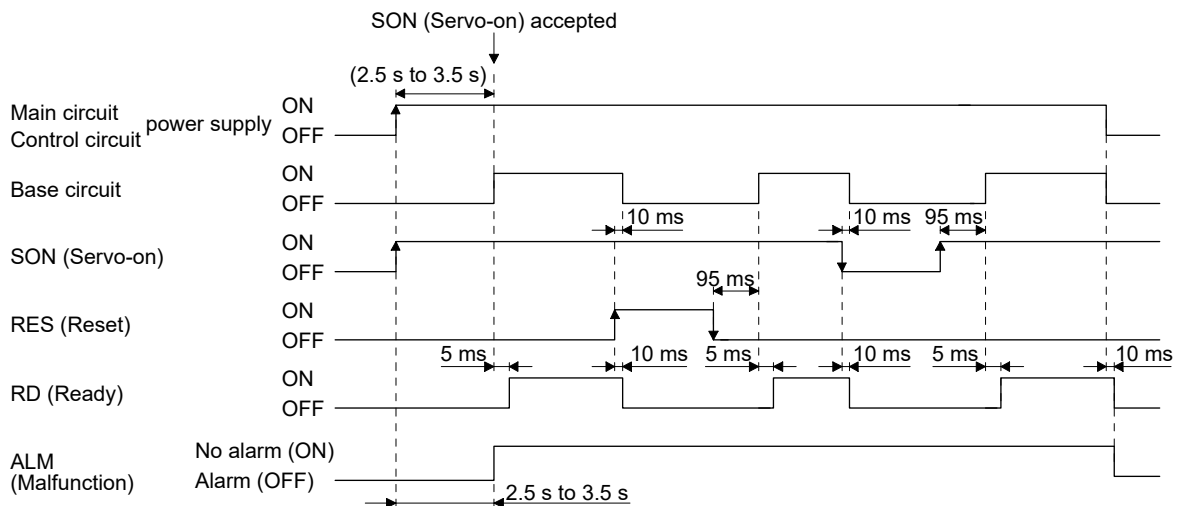 SON (Servo-on) accepted
(2.5 s to 3.5 s)
Main circuit
Control circuit
power supply
ON
OFF
Base circuit
ON
OFF
10 ms
10 ms
95 ms
SON (Servo-on)
ON
OFF
95 ms
RES (Reset)
ON
OFF
5 ms
10 ms
5 ms
10 ms
5 ms
10 ms
RD (Ready)
ON
OFF
ALM
(Malfunction)
No alarm (ON)
Alarm (OFF)
2.5 s to 3.5 s